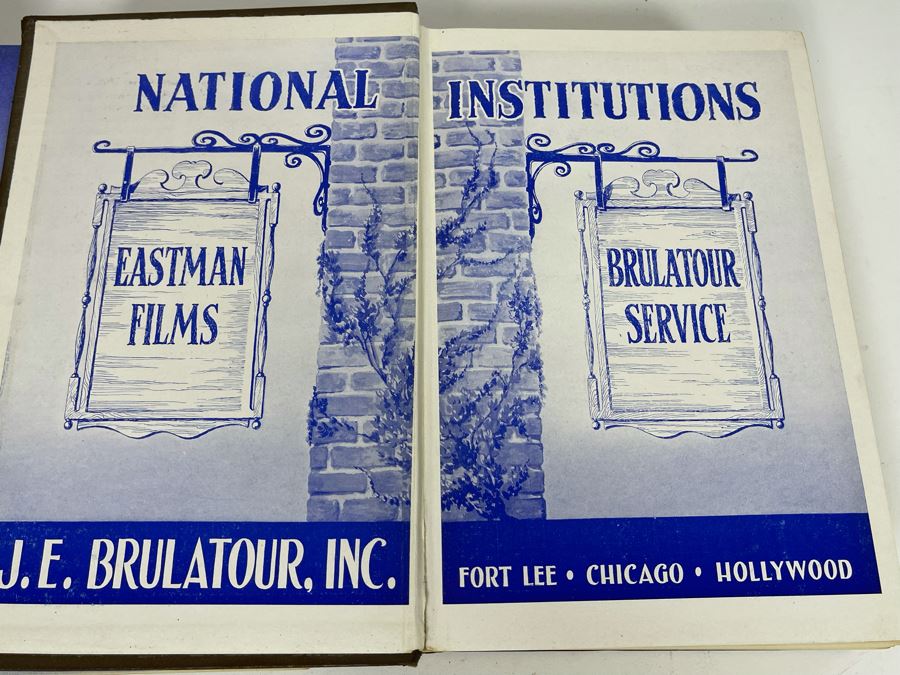 NATIONAL INSTITUTIONS
EASTMAN
FILMS
BRULATOUR
SERVICE
J. E. BRULATOUR, INC.
FORT LEE • CHICAGO • HOLLYWOOD